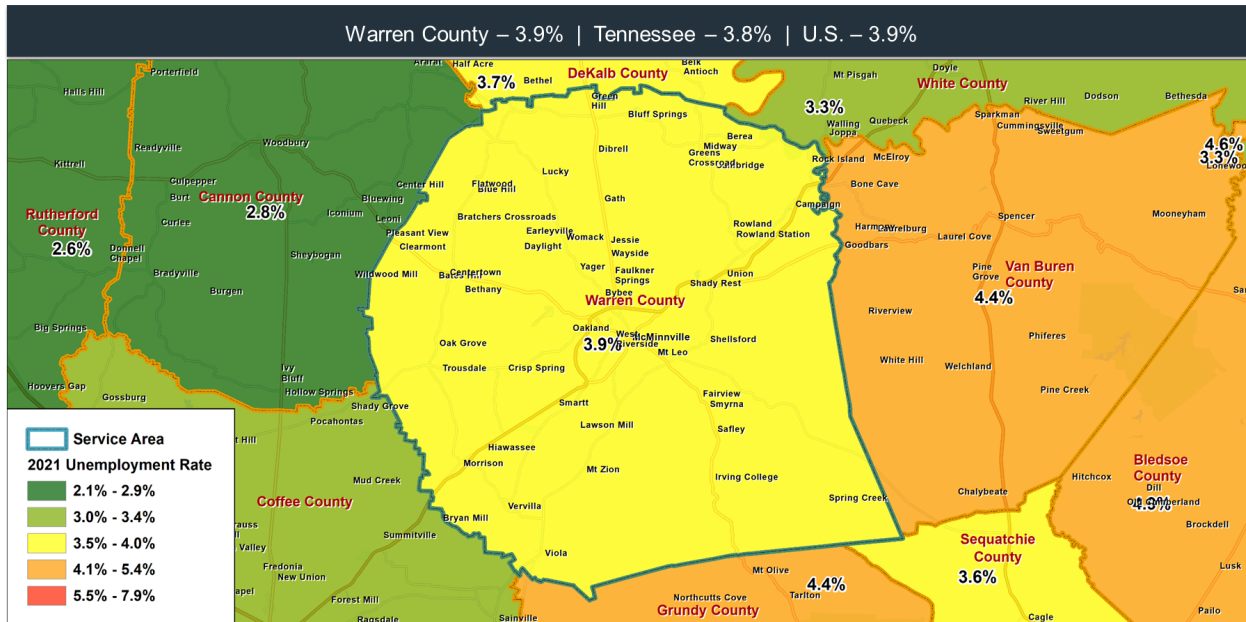 Warren County – 3.9% | Tennessee – 3.8% | U.S. – 3.9%
Ararat
Half Acre
3.7%
Bethel
DeKalb County
Belk
Antioch
Mt Pisgah
Doyle
White County
Porterfield
Halls Hill
Green
Hill
Bluff Springs
3.3%
River Hill
Dodson
Bethesda
Sparkman
Cummingsville
Sweetgum
Walling
Joppa
Quebeck
Readyville
Woodbury
Dibrell
Berea
Midway
Greens
Crossroad
Cambridge
Rock Island
McElroy
4.6%
3.3%
Kittrell
Culpepper
Burt
Cannon County
2.8%
Center Hill
Bluewing
Flatwood
Blue Hill
Lucky
Gath
Bone Cave
Campaign
Rutherford
County
2.6%
Curlee
Iconium
Leoni
Pleasant View
Clearmont
Bratchers Crossroads
Earleyville
Daylight
Womack
Jessie
Wayside
Rowland
Rowland Station
Harmony
Laurelburg
Goodbars
Laurel Cove
Spencer
Mooneyham
Donnell
Chapel
Bradyville
Sheybogan
Burgen
Wildwood Mill
Bates Hill
Centertown
Bethany
Yager
Faulkner
Springs
Bybee
Union
Shady Rest
Pine
Grove
Van Buren
County
4.4%
Warren County
Big Springs
Oakland
3.9%
West
Riverside
McMinnville
Mt Leo
Shellsford
Riverview
Phiferes
Oak Grove
Trousdale
Crisp Spring
White Hill
Welchland
Pine Creek
Ivy
Bluff
Hollow Springs
Hoovers Gap
Gossburg
Shady Grove
Pocahontas
Smartt
Lawson Mill
Fairview
Smyrna
Safley
Hiawassee
Morrison
Mt Zion
Irving College
Spring Creek
Chalybeate
Hitchcox
Bledsoe
County
Dill
Brockdell
Mud Creek
Coffee County
Vervilla
Bryan Mill
Summitville
Viola
Sequatchie
County
3.6%
Lusk
Valley
Fredonia
New Union
Mt Olive
4.4%
Tarlton
Northcutts Cove
Grundy County
Forest Mill
Ragsdale
Sainville
Cagle
Pailo
Service Area
2021 Unemployment Rate
2.1% - 2.9%
3.0% - 3.4%
3.5% - 4.0%
4.1% - 5.4%
5.5% - 7.9%